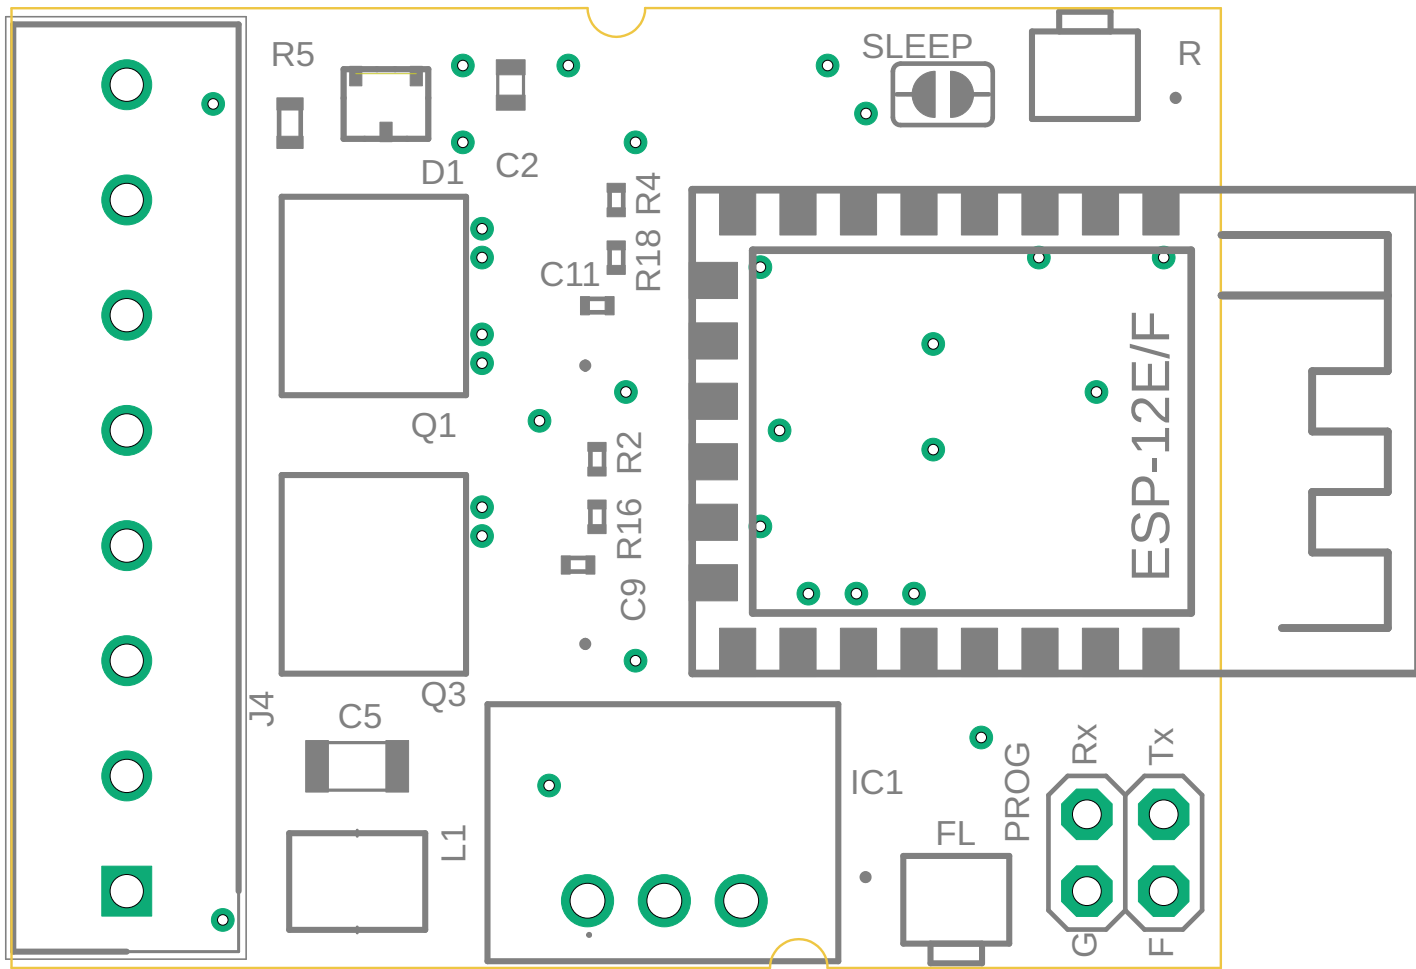 R5
SLEEP
R
D1
C2
R4
R18
C11
ESP-12E/F
Q1
R2
R16
C9
Q3
J4
C5
L1
IC1
FL
PROG
Rx
Tx
G
F